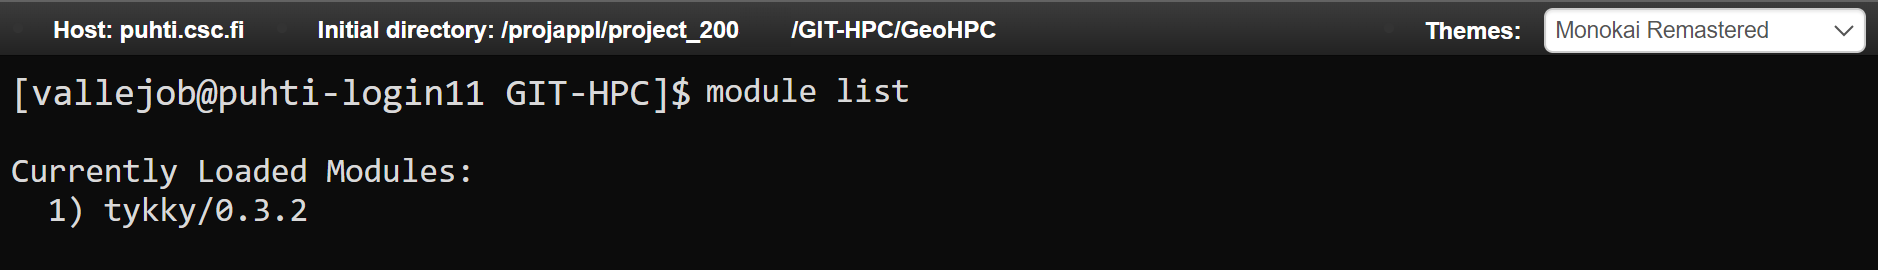 Host: puhti.csc.fi Initial directory: /projappl/project_200 /GIT-HPC/GeoHPC Themes: Monokai Remastered
[vallejob@puhti-login11 GIT-HPC]$ module list
Currently Loaded Modules:
1) tykky/0.3.2